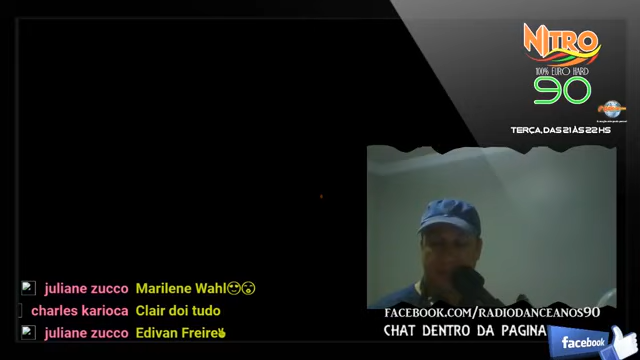 NITRO
100% EURO HARD
90
TERÇA, DAS 21 ÀS 22 HS
juliane zucco Marilene Wahl😍😮
charles karioca Clair doi tudo
juliane zucco Edivan Freire
FACEBOOK.COM/RADIODANCEANOS90
CHAT DENTRO DA PAGINA
facebook